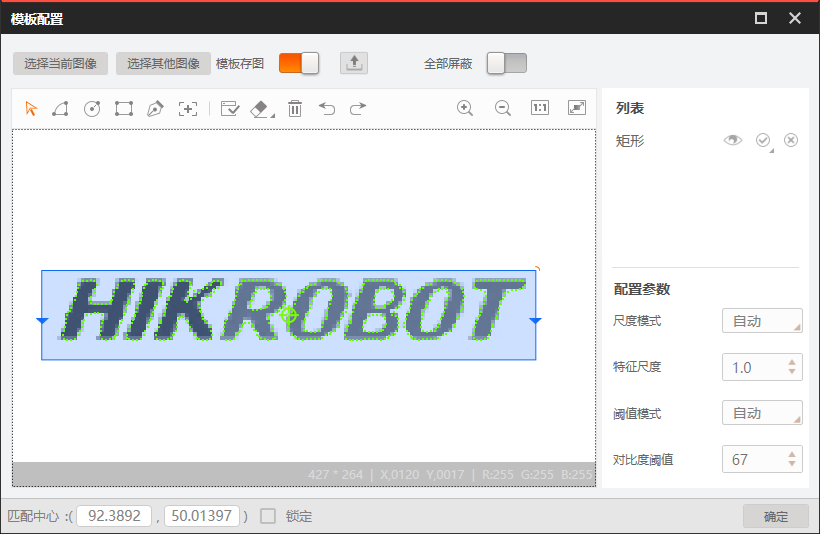 模板配置
选择当前图像 选择其他图像 模板存图 全部屏蔽
1:1
列表
矩形
HIKROBOT
配置参数
尺度模式 自动
特征尺度 1.0
阈值模式 自动
对比度阈值 67
427 * 264 | X,0120 Y,0017 | R:255 G:255 B:255
匹配中心 :( 92.3892 , 50.01397 ) 锁定 确定